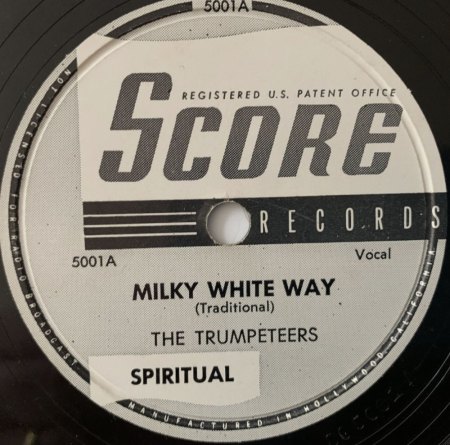 5001A
REGISTERED U.S. PATENT OFFICE
SCORE
RECORDS
5001A
Vocal
MILKY WHITE WAY
(Traditional)
THE TRUMPETEERS
SPIRITUAL
NOT LICENSED FOR RADIO BROADCAST
MANUFACTURED IN HOLLYWOOD, CALIFORNIA